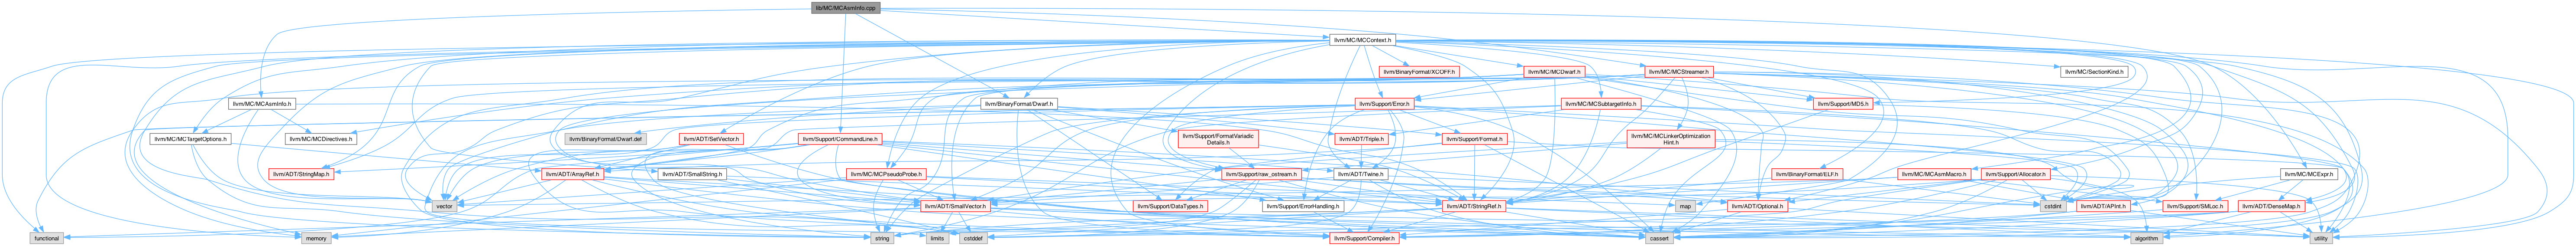 lib/MC/MCAsmInfo.cpp
llvm/MC/MCContext.h
llvm/BinaryFormat/XCOFF.h
llvm/MC/MCDwarf.h
llvm/MC/MCStreamer.h
llvm/MC/MCSectionKind.h
llvm/MC/MCAsmInfo.h
llvm/BinaryFormat/Dwarf.h
llvm/Support/Error.h
llvm/MC/MCSubtargetInfo.h
llvm/Support/MD5.h
llvm/MC/MCTargetOptions.h
llvm/MC/MCDirectives.h
llvm/BinaryFormat/Dwarf.def
llvm/ADT/SetVector.h
llvm/Support/CommandLine.h
llvm/Support/FormatVariadic
Details.h
llvm/ADT/Triple.h
llvm/Support/Format.h
llvm/MC/MCLinkerOptimization
Hint.h
llvm/ADT/StringMap.h
llvm/ADT/ArrayRef.h
llvm/ADT/SmallString.h
llvm/MC/MCPseudoProbe.h
llvm/Support/raw_ostream.h
llvm/ADT/Twine.h
llvm/BinaryFormat/ELF.h
llvm/MC/MCAsmMacro.h
llvm/Support/Allocator.h
llvm/MC/MCExpr.h
vector
llvm/ADT/SmallVector.h
llvm/Support/DataTypes.h
llvm/Support/ErrorHandling.h
llvm/ADT/StringRef.h
map
llvm/ADT/Optional.h
cstdint
llvm/ADT/APInt.h
llvm/Support/SMLoc.h
llvm/ADT/DenseMap.h
functional
memory
string
limits
cstddef
llvm/Support/Compiler.h
cassert
algorithm
utility